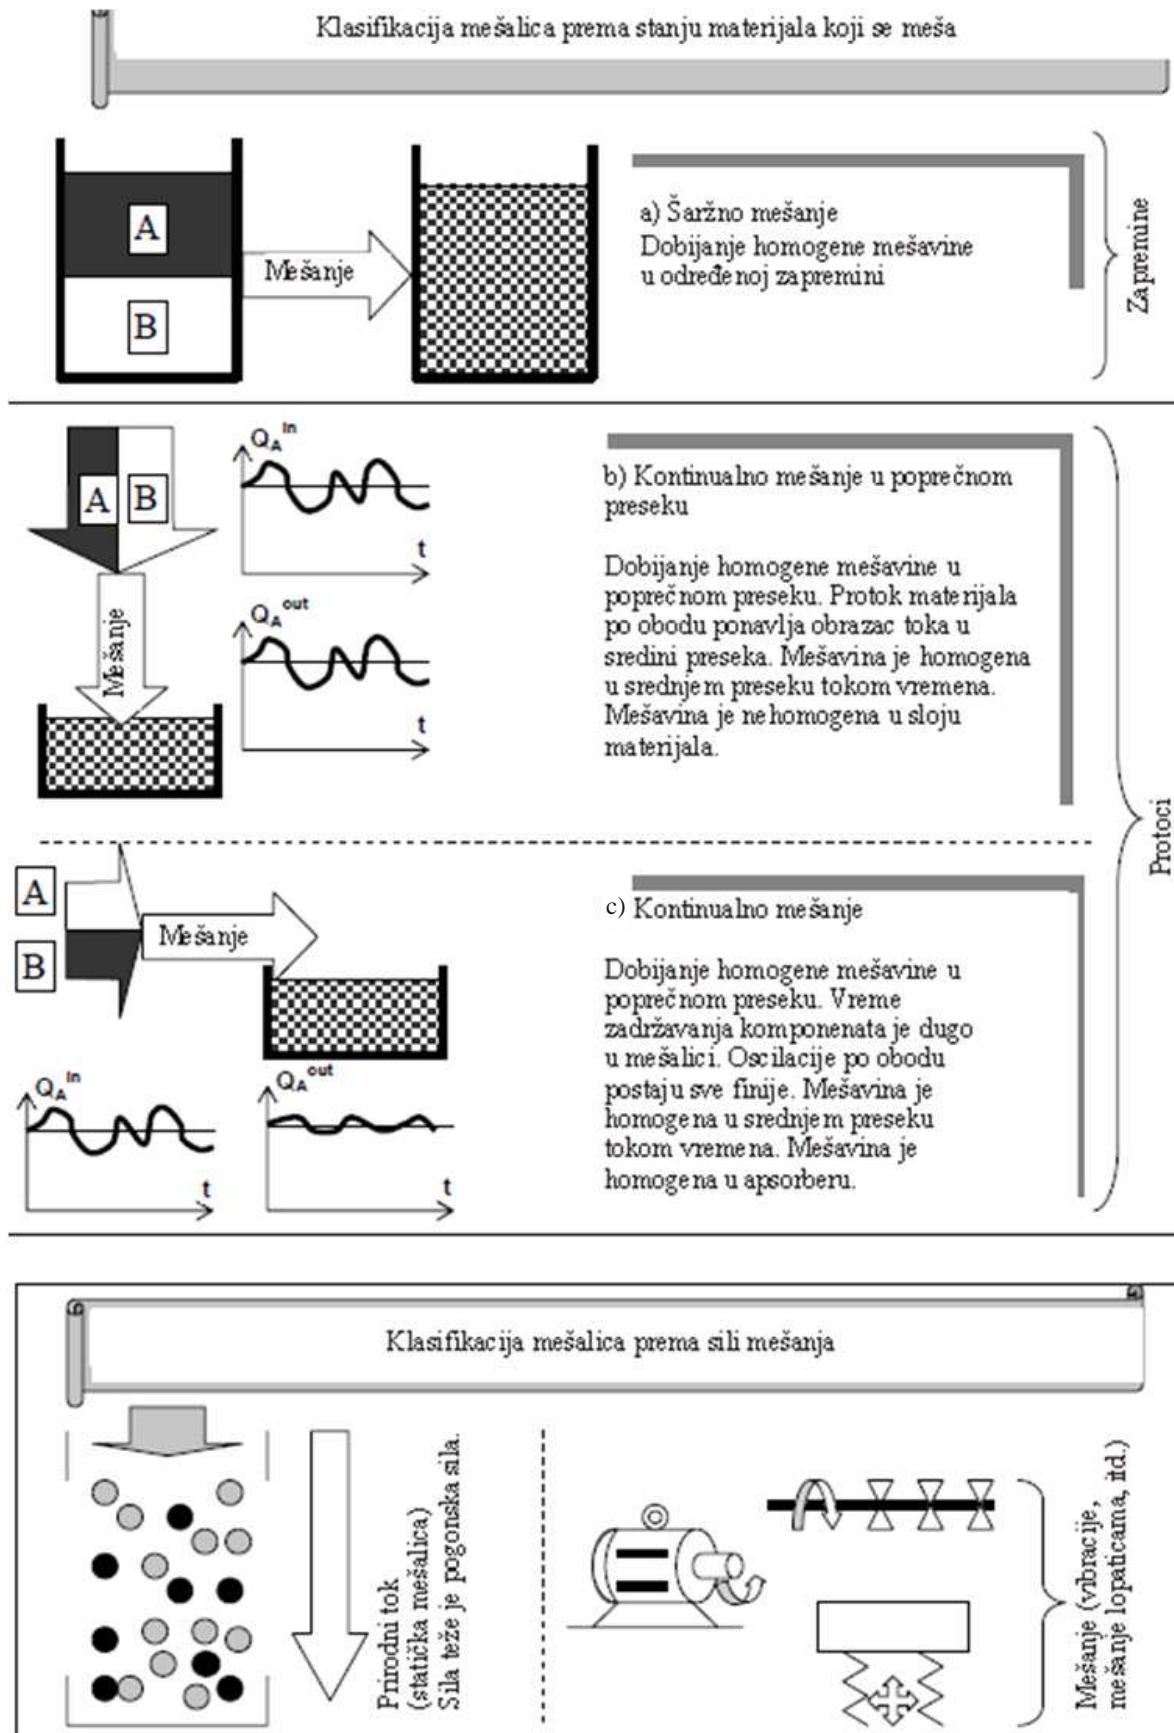 Klasifikacija mešalica prema stanju materijala koji se meša
A
B
Mešanje
a) Šaržno mešanje
Dobijanje homogene mešavine
u određenoj zapremini
Zapremine
A
B
Mešanje
Q_A^in
t
Q_A^out
t
b) Kontinualno mešanje u poprečnom
preseku
Dobijanje homogene mešavine u
poprečnom preseku. Protok materijala
po obodu ponavlja obrazac toka u
sredini preseka. Mešavina je homogena
u srednjem preseku tokom vremena.
Mešavina je nehomogena u sloju
materijala.
Protoci
A
B
Mešanje
Q_A^in
t
Q_A^out
t
c) Kontinualno mešanje
Dobijanje homogene mešavine u
poprečnom preseku. Vreme
zadržavanja komponenata je dugo
u mešalici. Oscilacije po obodu
postaju sve finije. Mešavina je
homogena u srednjem preseku
tokom vremena. Mešavina je
homogena u apsorberu.
Klasifikacija mešalica prema sili mešanja
Prirodni tok
(statička mešalica)
Sila teže je pogonska sila.
Mešanje (vibracije,
mešanje lopaticama, itd.)